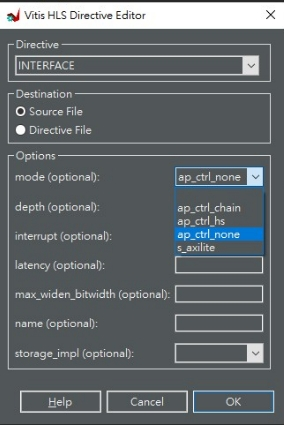 Vitis HLS Directive Editor
Directive
INTERFACE
Destination
Source File
Directive File
Options
mode (optional): ap_ctrl_none
depth (optional):
ap_ctrl_chain
ap_ctrl_hs
interrupt (optional):
ap_ctrl_none
s_axilite
latency (optional):
max_widen_bitwidth (optional):
name (optional):
storage_impl (optional):
Help Cancel OK